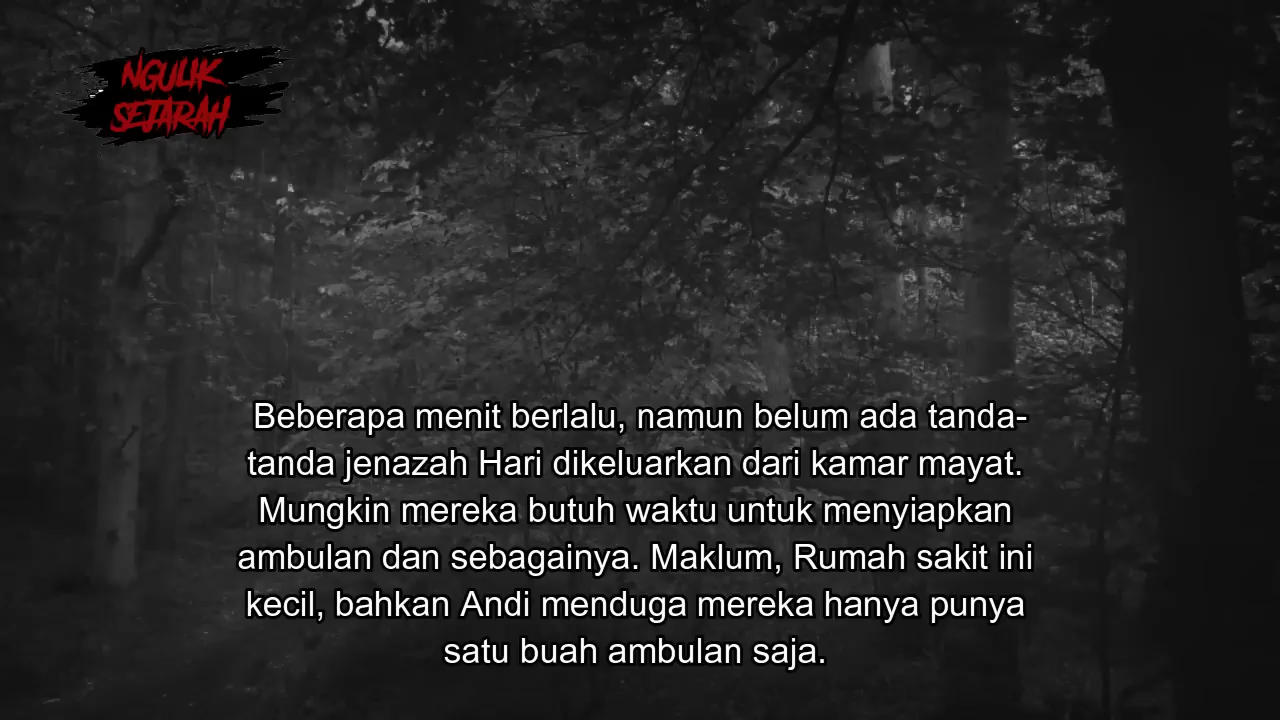 NGULIK
SEJARAH
Beberapa menit berlalu, namun belum ada tanda-
tanda jenazah Hari dikeluarkan dari kamar mayat.
Mungkin mereka butuh waktu untuk menyiapkan
ambulan dan sebagainya. Maklum, Rumah sakit ini
kecil, bahkan Andi menduga mereka hanya punya
satu buah ambulan saja.